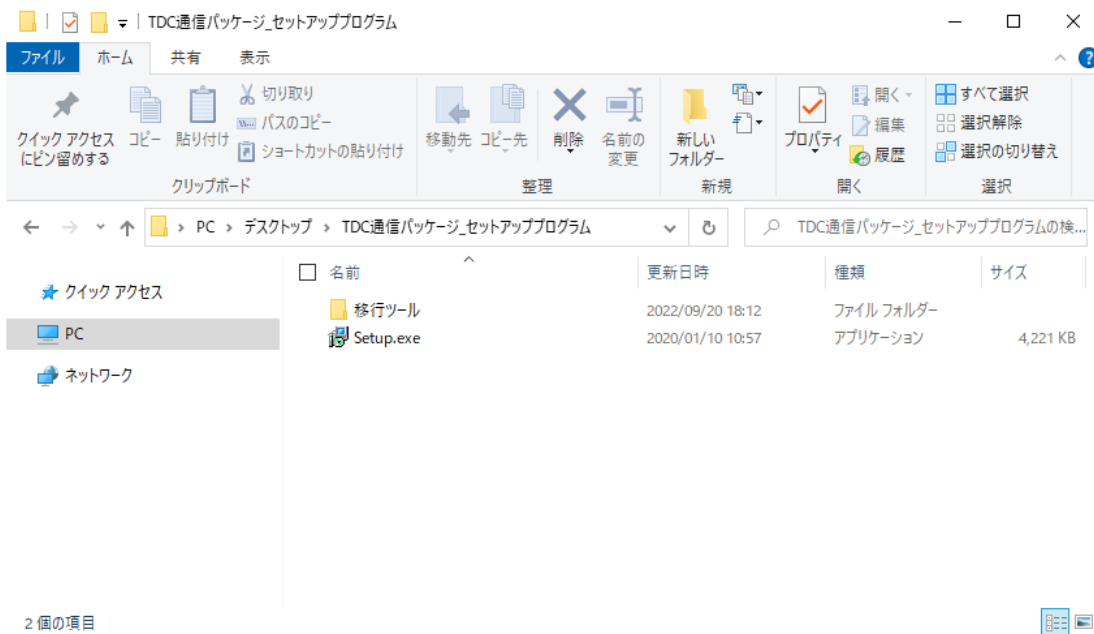 TDC通信パッケージ_セットアッププログラム
ファイル ホーム 共有 表示
クイック アクセス
にピン留めする
コピー
貼り付け
切り取り
パスのコピー
ショートカットの貼り付け
クリップボード
移動先
コピー先
削除
名前の
変更
整理
新しい
フォルダー
新規
プロパティ
開く
編集
履歴
開く
すべて選択
選択解除
選択の切り替え
選択
PC › デスクトップ › TDC通信パッケージ_セットアッププログラム
TDC通信パッケージ_セットアッププログラムの検...
クイック アクセス
PC
ネットワーク
名前 更新日時 種類 サイズ
移行ツール 2022/09/20 18:12 ファイル フォルダー
Setup.exe 2020/01/10 10:57 アプリケーション 4,221 KB
2 個の項目